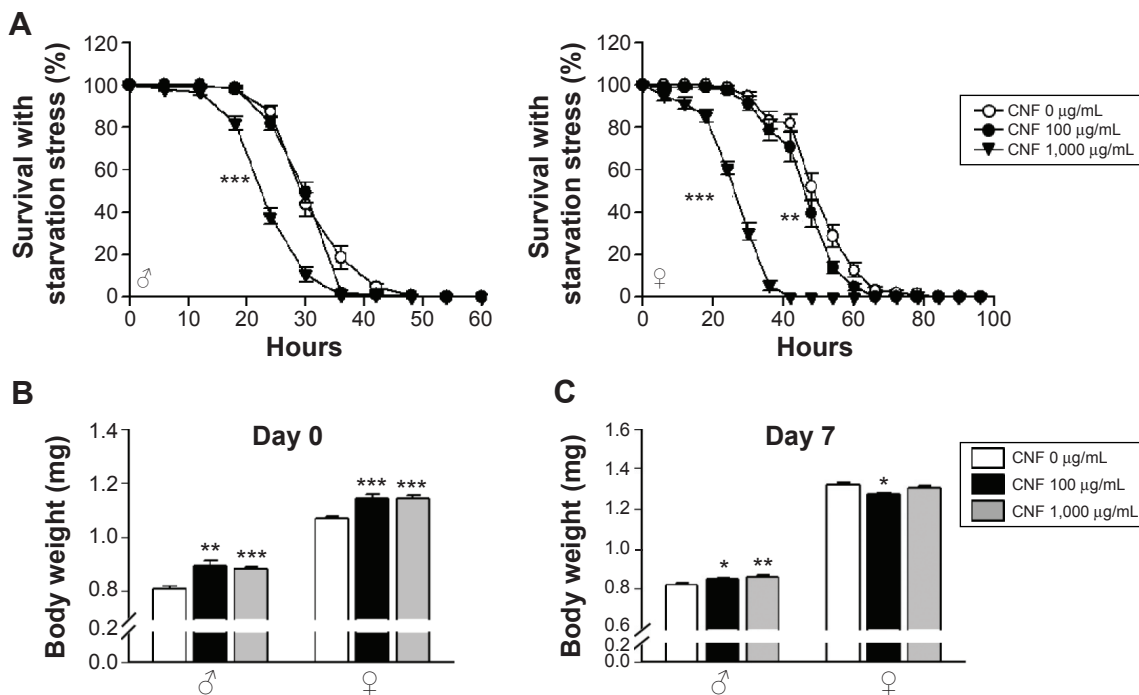 A
Survival with
starvation stress (%)
120
100
80
60
40
20
0
***
♂
0 10 20 30 40 50 60
Hours
Survival with
starvation stress (%)
120
100
80
60
40
20
0
***
**
♀
0 20 40 60 80 100
Hours
CNF 0 µg/mL
CNF 100 µg/mL
CNF 1,000 µg/mL
B
Day 0
Body weight (mg)
1.4
1.2
1.0
0.8
0.2
0.0
** *** *** ***
♂ ♀
C
Day 7
Body weight (mg)
1.6
1.4
1.2
1.0
0.8
0.6
0.2
0.0
* ** *
♂ ♀
CNF 0 µg/mL
CNF 100 µg/mL
CNF 1,000 µg/mL